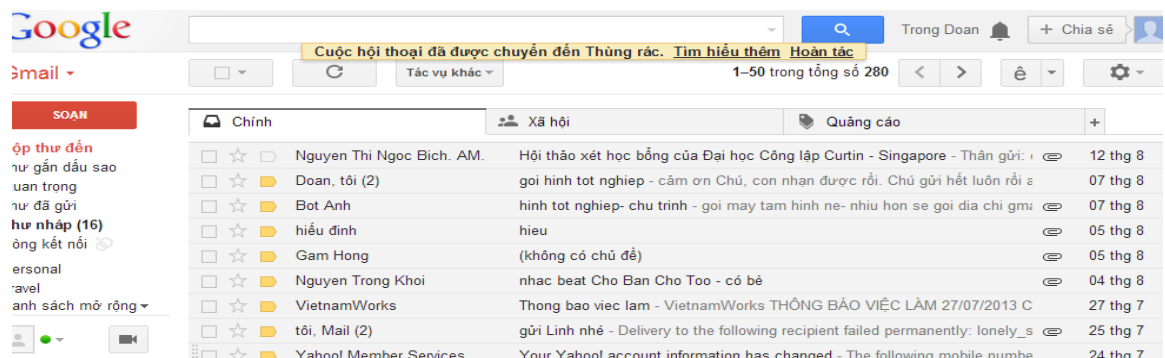 Google
Trong Doan
+ Chia sẻ
Cuộc hội thoại đã được chuyển đến Thùng rác. Tìm hiểu thêm Hoàn tác
Gmail
Tác vụ khác
1–50 trong tổng số 280
ê
SOẠN
Chính
Xã hội
Quảng cáo
+
ộp thư đến
hư gắn dấu sao
uan trọng
hư đã gửi
hư nháp (16)
òng kết nối
ersonal
ravel
anh sách mở rộng
Nguyen Thi Ngoc Bich. AM. Hội thảo xét học bổng của Đại học Công lập Curtin - Singapore - Thân gửi: 12 thg 8
Doan, tôi (2) goi hinh tot nghiep - cảm ơn Chú, con nhận được rồi. Chú gửi hết luôn rồi a 07 thg 8
Bot Anh hinh tot nghiep- chu trinh - goi may tam hinh ne- nhiu hon se goi dia chi gma 07 thg 8
hiếu đinh hieu 05 thg 8
Gam Hong (không có chủ đề) 05 thg 8
Nguyen Trong Khoi nhac beat Cho Ban Cho Too - có bè 04 thg 8
VietnamWorks Thong bao viec lam - VietnamWorks THÔNG BÁO VIỆC LÀM 27/07/2013 C 27 thg 7
tôi, Mail (2) gửi Linh nhé - Delivery to the following recipient failed permanently: lonely_s 25 thg 7
Yahoo! Member Services Your Yahoo! account information has changed - The following mobile numbe 24 thg 7